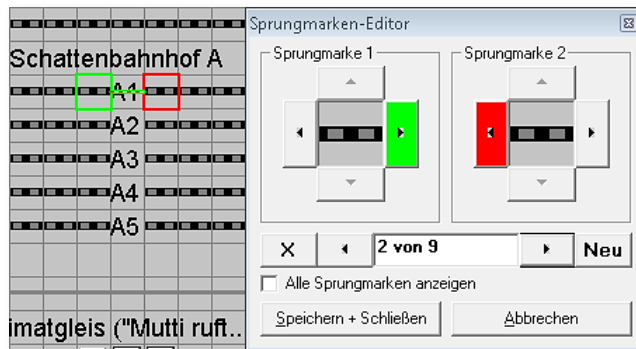 Schattenbahnhof A
A1
A2
A3
A4
A5
imatgleis ("Mutti ruft..
Sprungmarken-Editor
Sprungmarke 1
Sprungmarke 2
X
2 von 9
Neu
Alle Sprungmarken anzeigen
Speichern + Schließen
Abbrechen